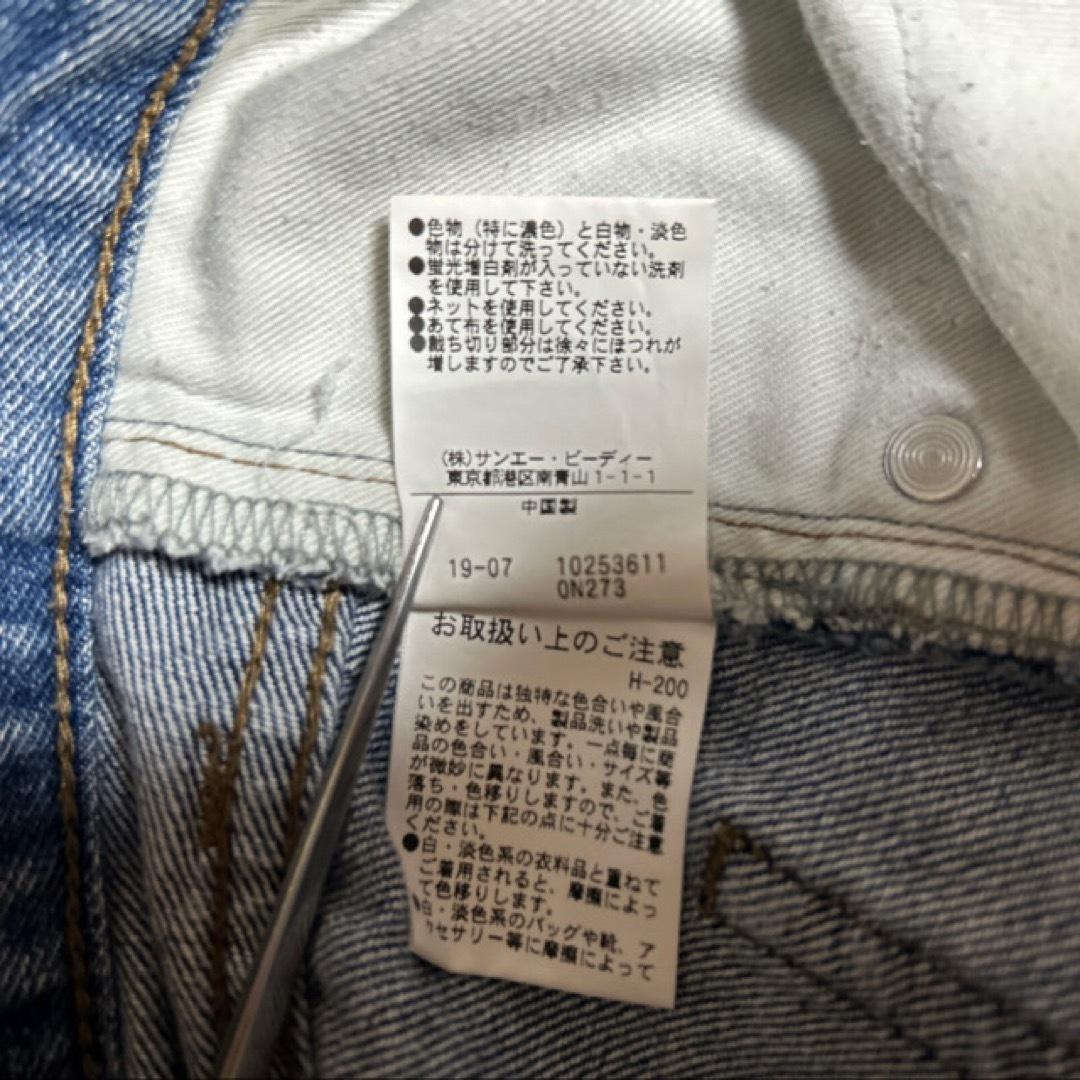 ●色物（特に濃色）と白物・淡色
物は分けて洗ってください。
●蛍光増白剤が入っていない洗剤
を使用して下さい。
●ネットを使用してください。
●あて布を使用してください。
●裁ち切り部分は徐々にほつれが
増しますのでご了承下さい。
(株)サンエー・ビーディー
東京都港区南青山1-1-1
中国製
19-07 10253611
0N273
お取扱い上のご注意
H-200
この商品は独特な色合いや風合
いを出すため、製品洗いや製品
染めをしています。一点毎に商
品の色合い・風合い・サイズ等
が微妙に異なります。また、色
落ち・色移りしますので、ご着
用の際は下記の点に十分ご注意
ください。
●白・淡色系の衣料品と重ねて
ご着用されると、摩擦によっ
て色移りします。
白・淡色系のバッグや靴、ア
クセサリー等に摩擦によって